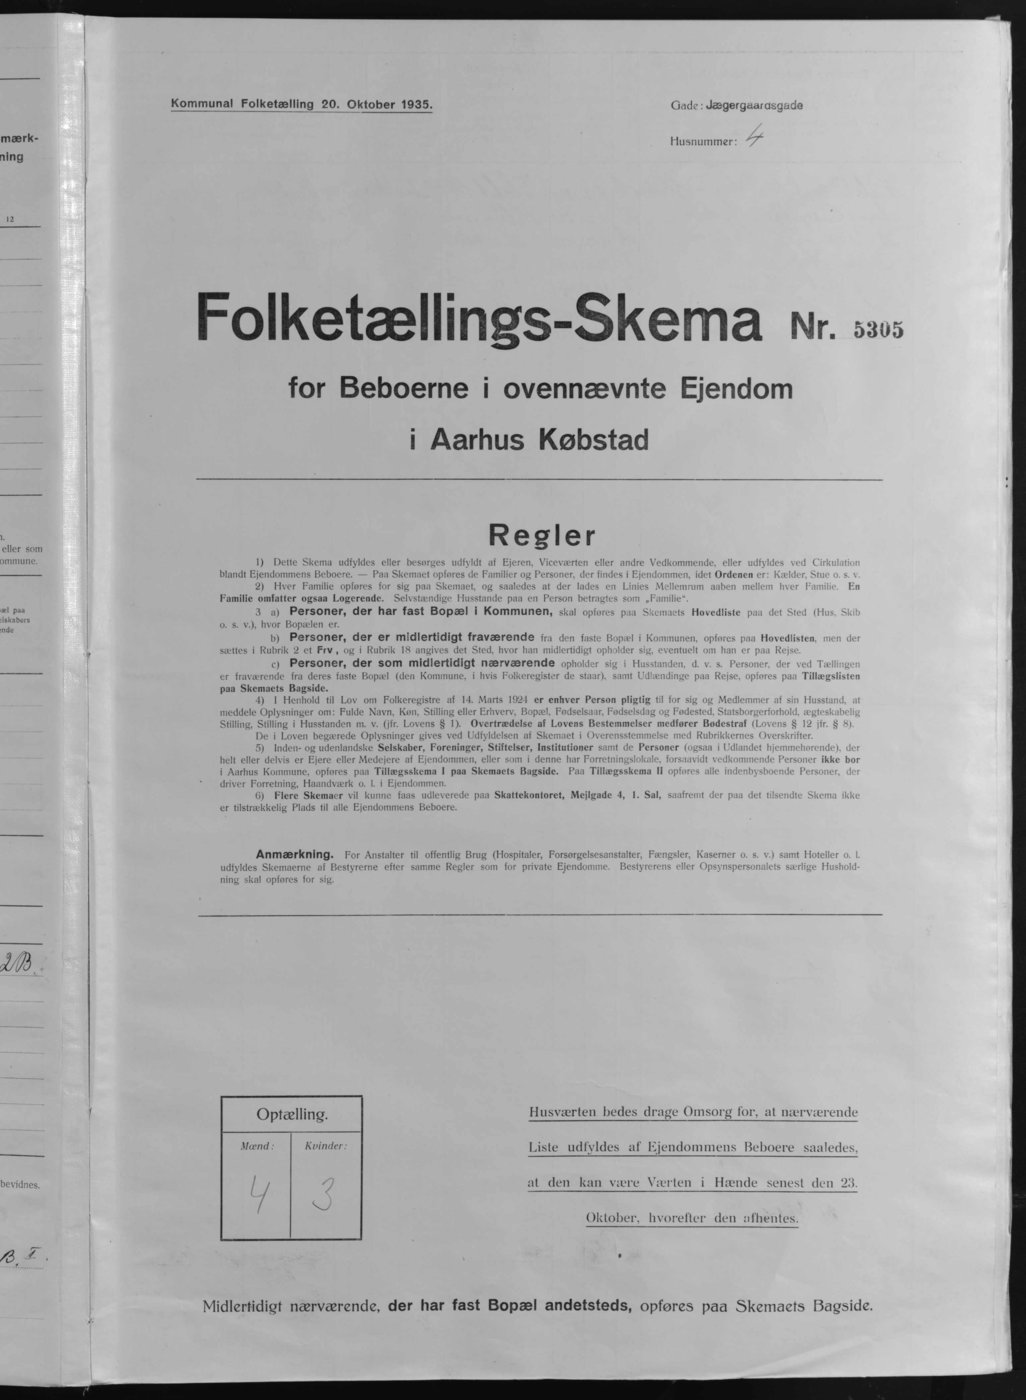 mærk-
ning
12
n.
eller som
ommune.
æl paa
elskabers
ende
2B.
bevidnes.
B. I.
Kommunal Folketælling 20. Oktober 1935.
Gade: Jægergaardsgade
Husnummer: 4
Folketællings-Skema Nr. 5305
for Beboerne i ovennævnte Ejendom
i Aarhus Købstad
Regler
1) Dette Skema udfyldes eller besørges udfyldt af Ejeren, Viceværten eller andre Vedkommende, eller udfyldes ved Cirkulation
blandt Ejendommens Beboere. — Paa Skemaet opføres de Familier og Personer, der findes i Ejendommen, idet Ordenen er: Kælder, Stue o. s. v.
2) Hver Familie opføres for sig paa Skemaet, og saaledes at der lades en Linies Mellemrum aaben mellem hver Familie. En
Familie omfatter ogsaa Logerende. Selvstændige Husstande paa en Person betragtes som „Familie“.
3 a) Personer, der har fast Bopæl i Kommunen, skal opføres paa Skemaets Hovedliste paa det Sted (Hus, Skib
o. s. v.), hvor Bopælen er.
b) Personer, der er midlertidigt fraværende fra den faste Bopæl i Kommunen, opføres paa Hovedlisten, men der
sættes i Rubrik 2 et Frv., og i Rubrik 18 angives det Sted, hvor han midlertidigt opholder sig, eventuelt om han er paa Rejse.
c) Personer, der som midlertidigt nærværende opholder sig i Husstanden, d. v. s. Personer, der ved Tællingen
er fraværende fra deres faste Bopæl (den Kommune, i hvis Folkeregister de staar), samt Udlændinge paa Rejse, opføres paa Tillægslisten
paa Skemaets Bagside.
4) I Henhold til Lov om Folkeregistre af 14. Marts 1924 er enhver Person pligtig til for sig og Medlemmer af sin Husstand, at
meddele Oplysninger om: Fulde Navn, Køn, Stilling eller Erhverv, Bopæl, Fødselsaar, Fødselsdag og Fødested, Statsborgerforhold, ægteskabelig
Stilling, Stilling i Husstanden m. v. (jfr. Lovens § 1). Overtrædelse af Lovens Bestemmelser medfører Bødestraf (Lovens § 12 jfr. § 8).
De i Loven begærede Oplysninger gives ved Udfyldelsen af Skemaet i Overensstemmelse med Rubrikkernes Overskrifter.
5) Inden- og udenlandske Selskaber, Foreninger, Stiftelser, Institutioner samt de Personer (ogsaa i Udlandet hjemmehørende), der
helt eller delvis er Ejere eller Medejere af Ejendommen, eller som i denne har Forretningslokale, forsaavidt vedkommende Personer ikke bor
i Aarhus Kommune, opføres paa Tillægsskema I paa Skemaets Bagside. Paa Tillægsskema II opføres alle indenbysboende Personer, der
driver Forretning, Haandværk o. l. i Ejendommen.
6) Flere Skemaer vil kunne faas udleverede paa Skattekontoret, Mejlgade 4, 1. Sal, saafremt der paa det tilsendte Skema ikke
er tilstrækkelig Plads til alle Ejendommens Beboere.
Anmærkning. For Anstalter til offentlig Brug (Hospitaler, Forsørgelsesanstalter, Fængsler, Kaserner o. s. v.) samt Hoteller o. l.
udfyldes Skemaerne af Bestyrerne efter samme Regler som for private Ejendomme. Bestyrerens eller Opsynspersonalets særlige Hushold-
ning skal opføres for sig.
Optælling.
Mænd: Kvinder:
4 3
Husværten bedes drage Omsorg for, at nærværende
Liste udfyldes af Ejendommens Beboere saaledes,
at den kan være Værten i Hænde senest den 23.
Oktober, hvorefter den afhentes.
Midlertidigt nærværende, der har fast Bopæl andetsteds, opføres paa Skemaets Bagside.